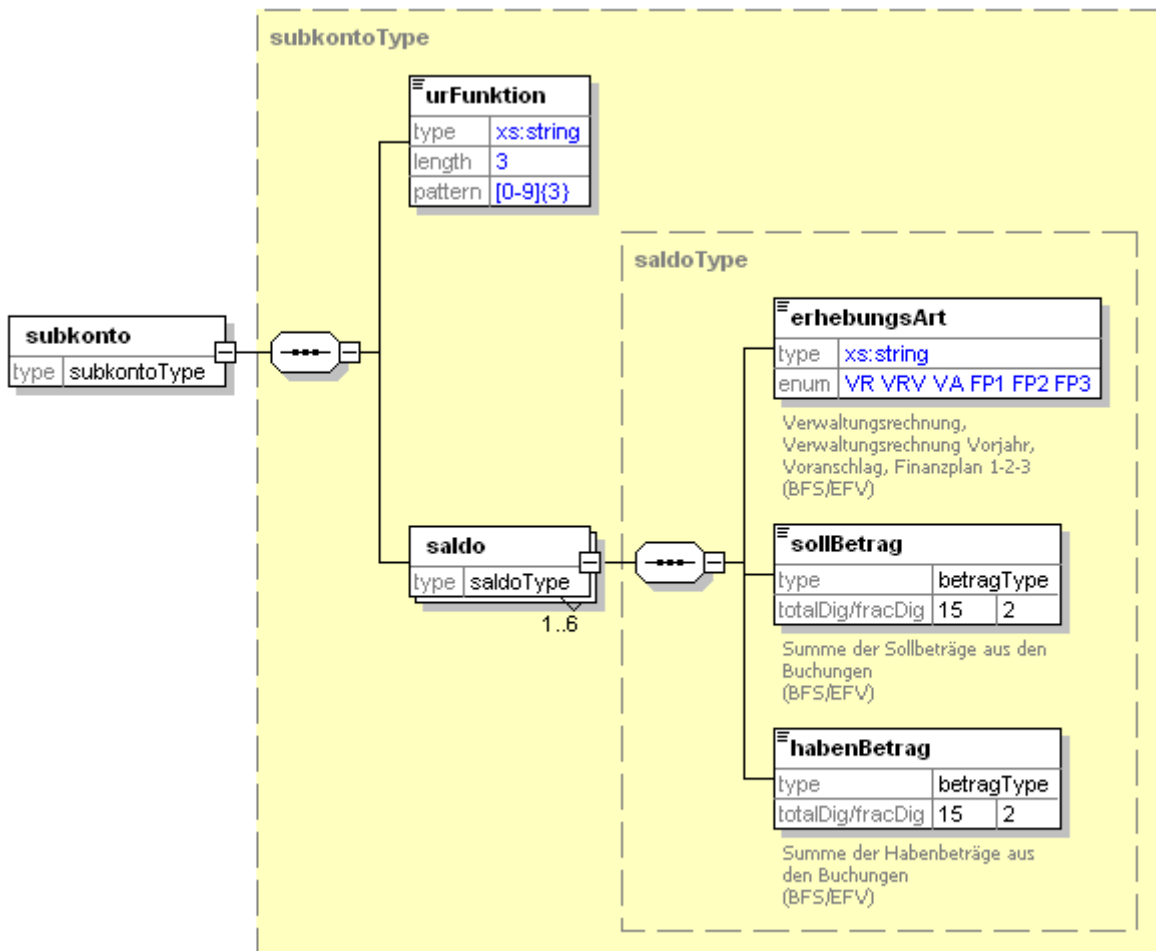 subkontoType
urFunktion
type xs:string
length 3
pattern [0-9]{3}
saldoType
subkonto
type subkontoType
erhebungsArt
type xs:string
enum VR VRV VA FP1 FP2 FP3
Verwaltungsrechnung,
Verwaltungsrechnung Vorjahr,
Voranschlag, Finanzplan 1-2-3
(BFS/EFV)
saldo
type saldoType
1..6
sollBetrag
type betragType
totalDig/fracDig 15 2
Summe der Sollbeträge aus den
Buchungen
(BFS/EFV)
habenBetrag
type betragType
totalDig/fracDig 15 2
Summe der Habenbeträge aus
den Buchungen
(BFS/EFV)